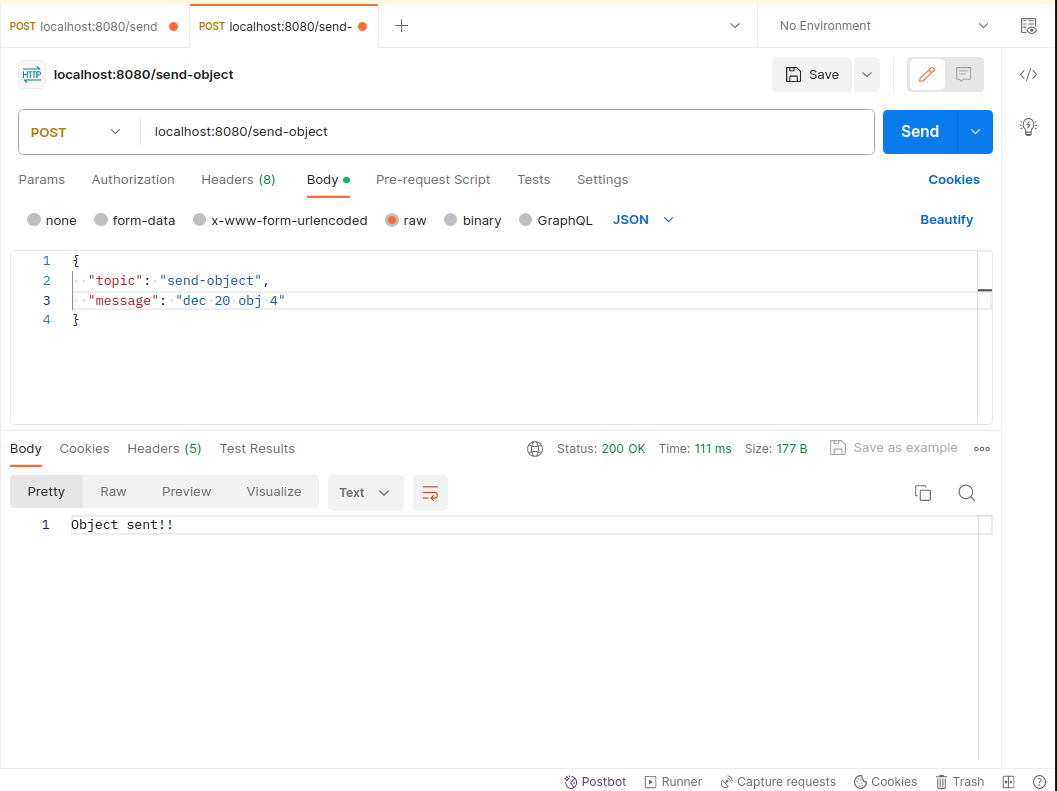 POST localhost:8080/send
POST localhost:8080/send-
No Environment
HTTP localhost:8080/send-object
Save
POST
localhost:8080/send-object
Send
Params Authorization Headers (8) Body Pre-request Script Tests Settings Cookies
none form-data x-www-form-urlencoded raw binary GraphQL JSON Beautify
1 {
2 "topic": "send-object",
3 "message": "dec 20 obj 4"
4 }
Body Cookies Headers (5) Test Results Status: 200 OK Time: 111 ms Size: 177 B Save as example
Pretty Raw Preview Visualize Text
1 Object sent!!
Postbot Runner Capture requests Cookies Trash